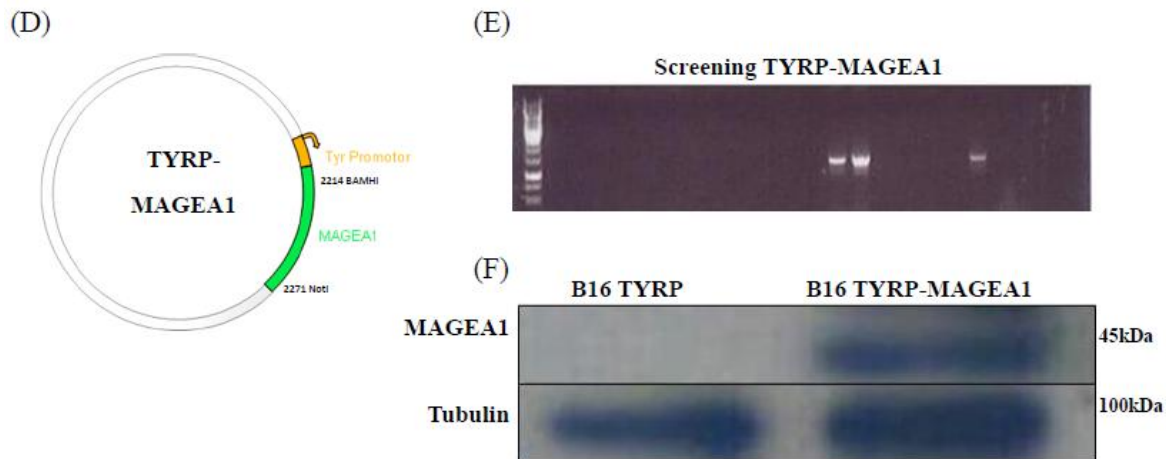 (D)
TYRP-
MAGEA1
Tyr Promotor
2214 BAMHI
MAGEA1
2271 NotI
(E)
Screening TYRP-MAGEA1
(F)
B16 TYRP
B16 TYRP-MAGEA1
MAGEA1
45kDa
Tubulin
100kDa